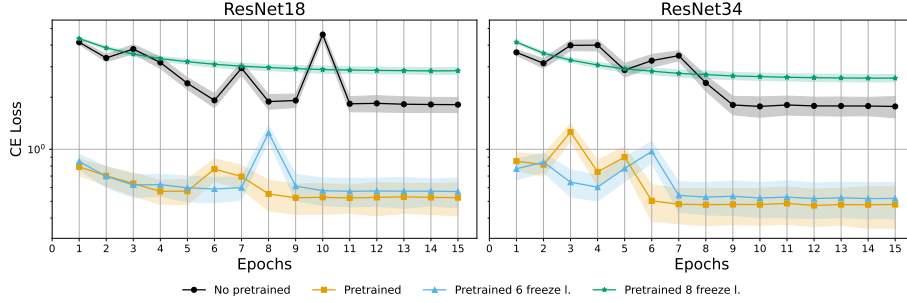 ResNet18
ResNet34
CE Loss
10⁰
0 1 2 3 4 5 6 7 8 9 10 11 12 13 14 15
0 1 2 3 4 5 6 7 8 9 10 11 12 13 14 15
Epochs
Epochs
No pretrained
Pretrained
Pretrained 6 freeze l.
Pretrained 8 freeze l.